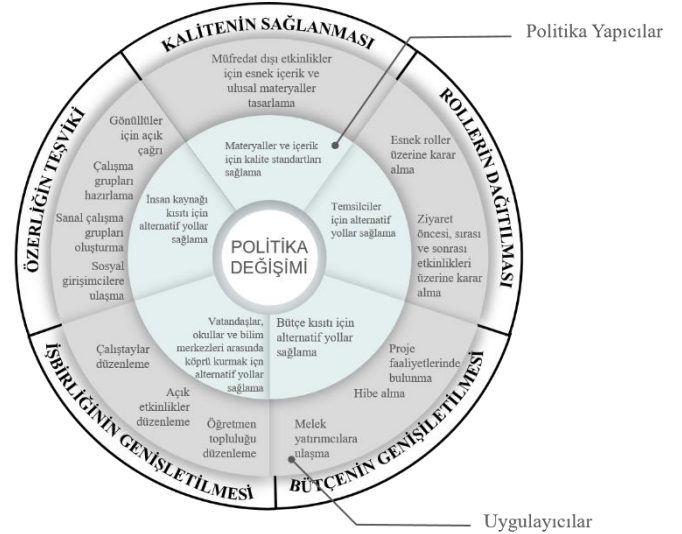 KALİTENİN SAĞLANMASI
Politika Yapıcılar
Müfredat dışı etkinlikler
için esnek içerik ve
ulusal materyaller
tasarlama
Materyaller ve içerik
için kalite standartları
sağlama
ROLLERİN DAĞITILMASI
Esnek roller
üzerine karar
alma
Ziyaret
öncesi, sırası
ve sonrası
etkinlikleri
üzerine karar
alma
Temsilciler
için alternatif
yollar sağlama
ÖZERLİĞİN TEŞVİKİ
Gönüllüler
için açık
çağrı
Çalışma
grupları
hazırlama
Sanal çalışma
grupları
oluşturma
Sosyal
girişimcilere
ulaşma
İnsan kaynağı
kısıtı için
alternatif yollar
sağlama
POLİTİKA
DEĞİŞİMİ
Vatandaşlar,
okullar ve bilim
merkezleri arasında
köprü kurmak için
alternatif yollar
sağlama
Bütçe kısıtı için
alternatif yollar
sağlama
Çalıştaylar
düzenleme
Açık
etkinlikler
düzenleme
Öğretmen
topluluğu
düzenleme
İŞBİRLİĞİNİN GENİŞLETİLMESİ
Proje
faaliyetlerinde
bulunma
Hibe alma
Melek
yatırımcılara
ulaşma
BÜTÇENİN GENİŞİLETİLMESİ
Uygulayıcılar